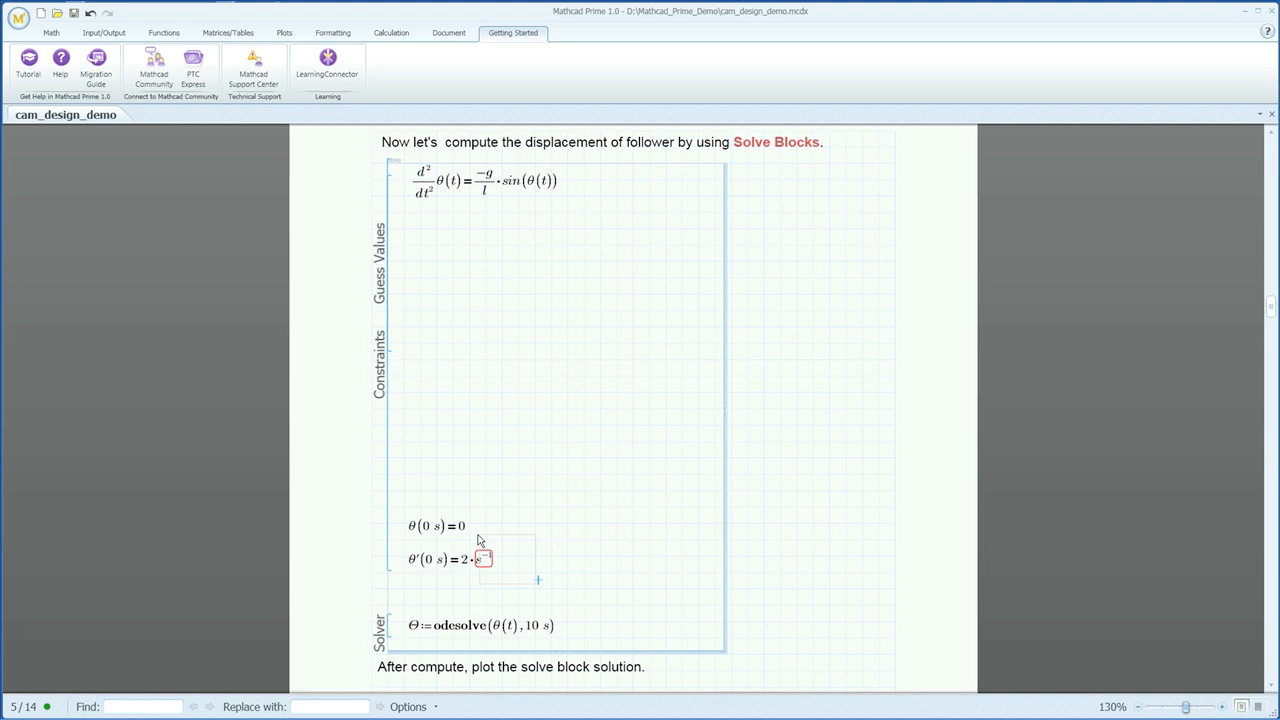 Mathcad Prime 1.0 - D:\Mathcad_Prime_Demo\cam_design_demo.mcdx
Math Input/Output Functions Matrices/Tables Plots Formatting Calculation Document Getting Started
Tutorial Help Migration Guide Mathcad Community PTC Express Mathcad Support Center LearningConnector
Get Help in Mathcad Prime 1.0 Connect to Mathcad Community Technical Support Learning
cam_design_demo
Now let's compute the displacement of follower by using Solve Blocks.
d²/dt² θ(t)=−g/l·sin(θ(t))
Guess Values
Constraints
θ(0 s)=0
θ'(0 s)=2·s⁻¹
Solver
Θ:=odesolve(θ(t),10 s)
After compute, plot the solve block solution.
5/14 Find: Replace with: Options 130%